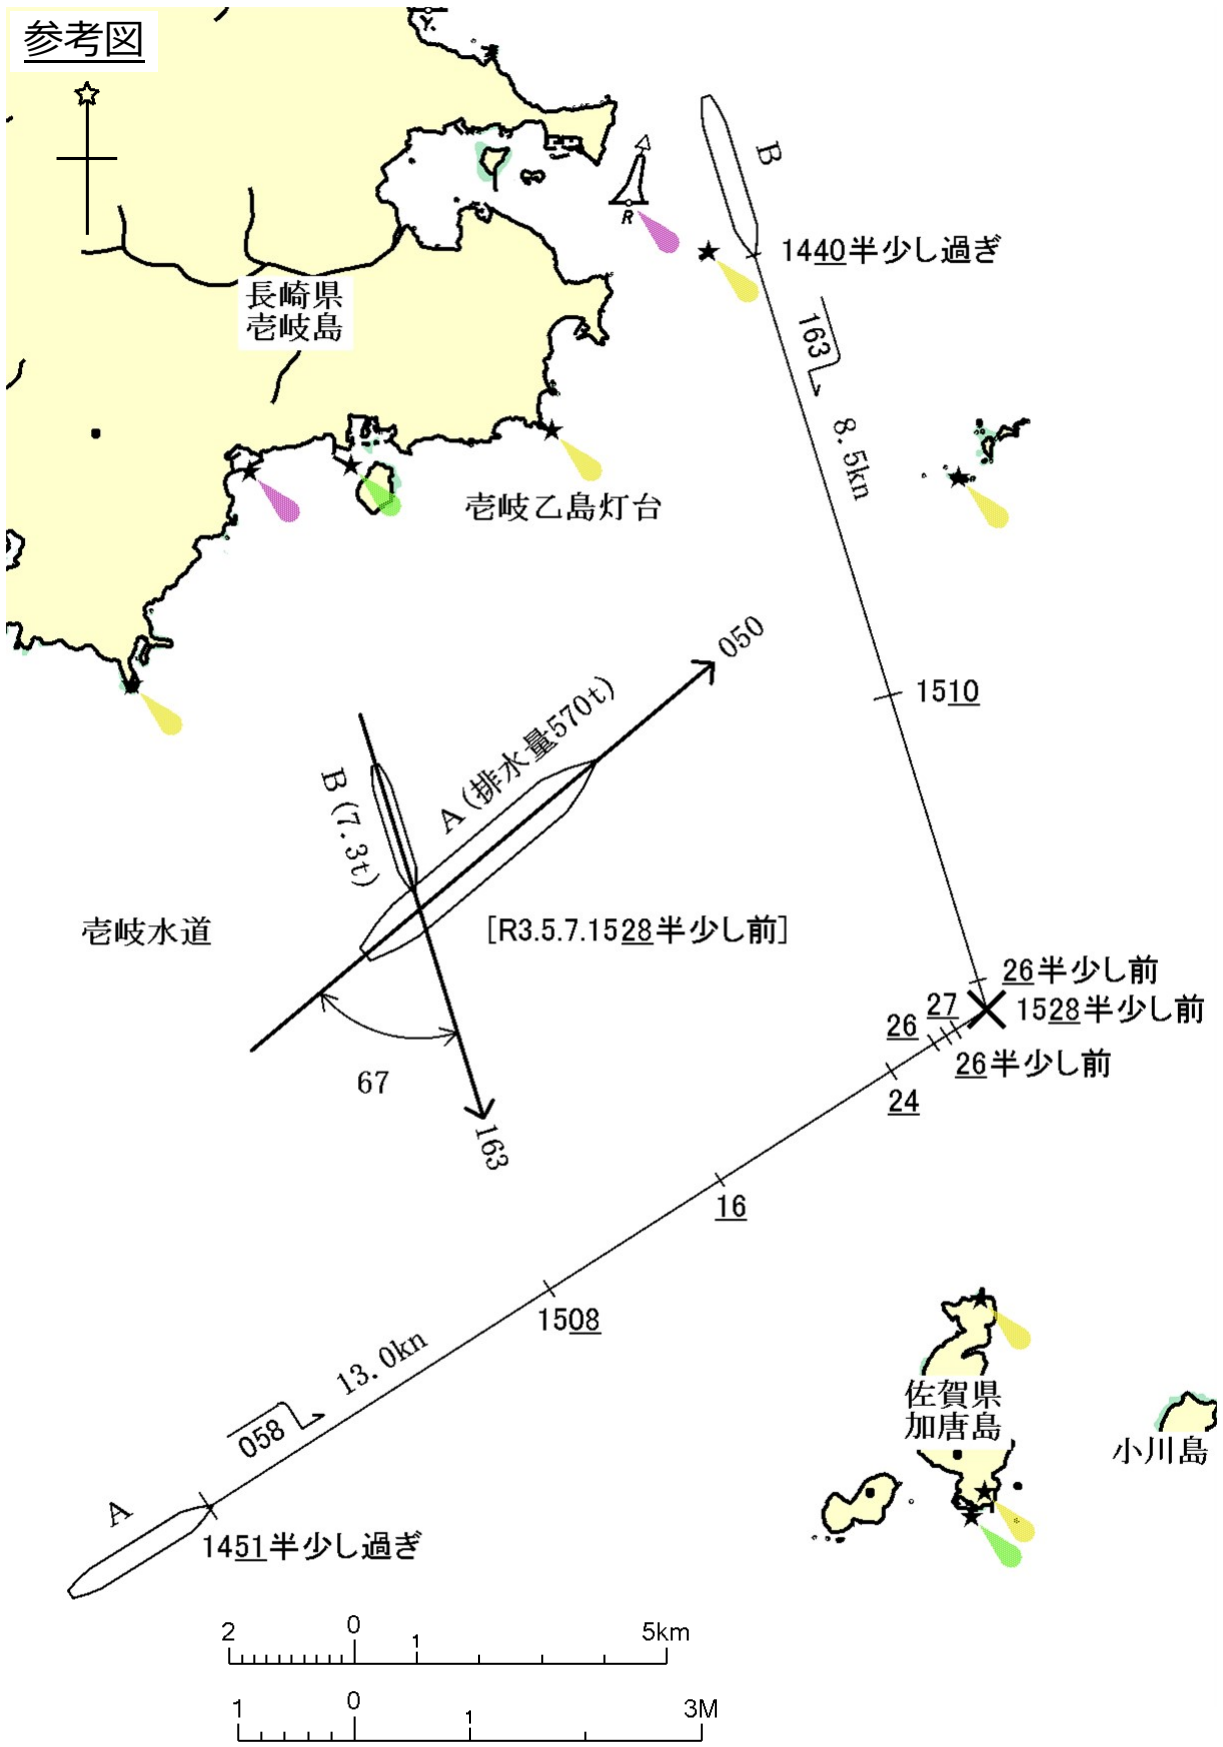 参考図
Y.
B
R
1440半少し過ぎ
長崎県
壱岐島
163
8.5kn
壱岐乙島灯台
050
1510
A(排水量570t)
B(7.3t)
壱岐水道
[R3.5.7.1528半少し前]
26半少し前
27
1528半少し前
26
26半少し前
67
24
163
16
1508
13.0kn
058
佐賀県
加唐島
小川島
A
1451半少し過ぎ
2 0 1 5km
1 0 1 3M